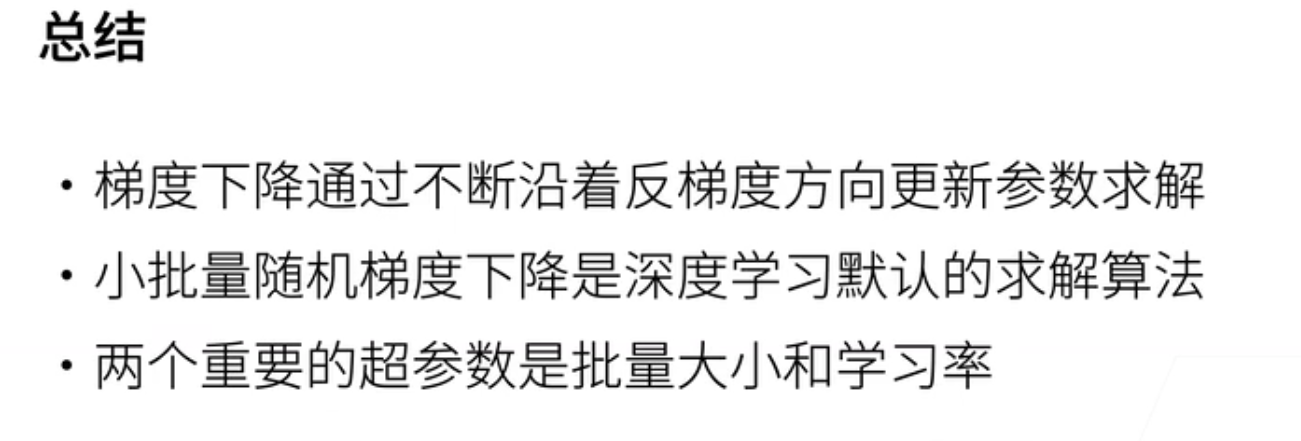 总结
• 梯度下降通过不断沿着反梯度方向更新参数求解
• 小批量随机梯度下降是深度学习默认的求解算法
• 两个重要的超参数是批量大小和学习率